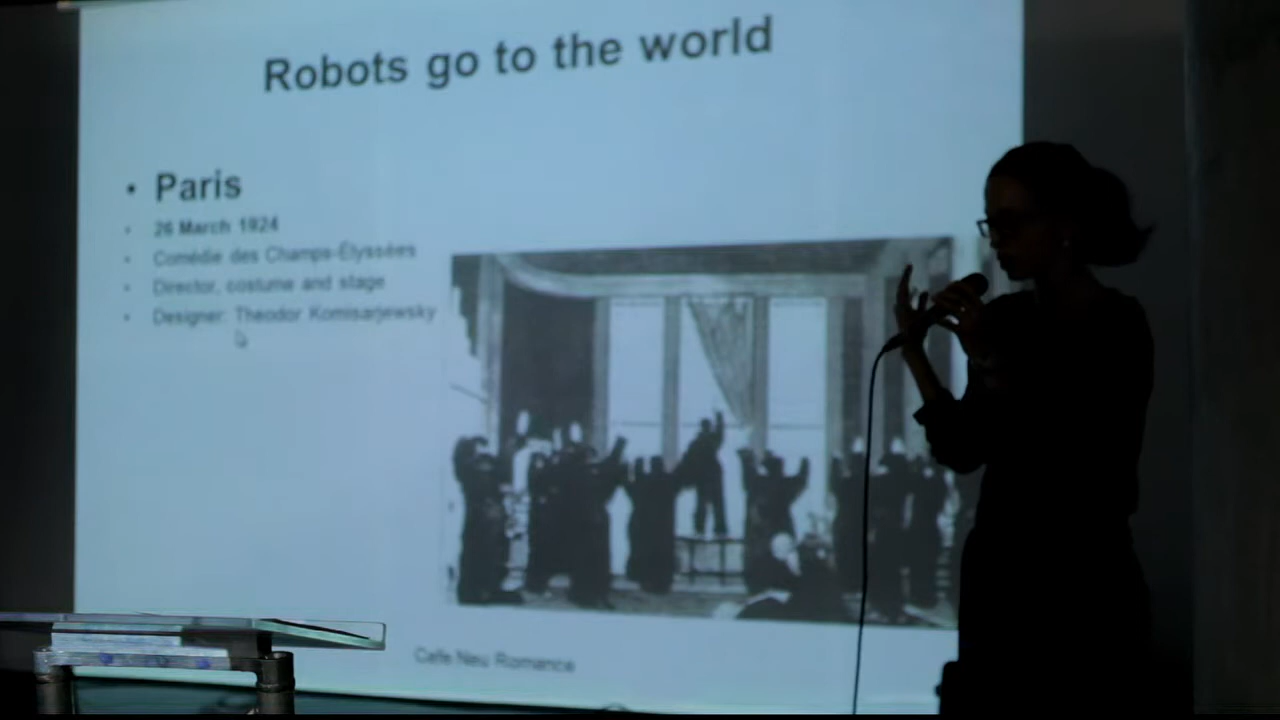 Robots go to the world
• Paris
• 26 March 1924
• Comédie des Champs-Élyssées
• Director, costume and stage
• Designer: Theodor Komisarjewsky
Cafe Neu Romance